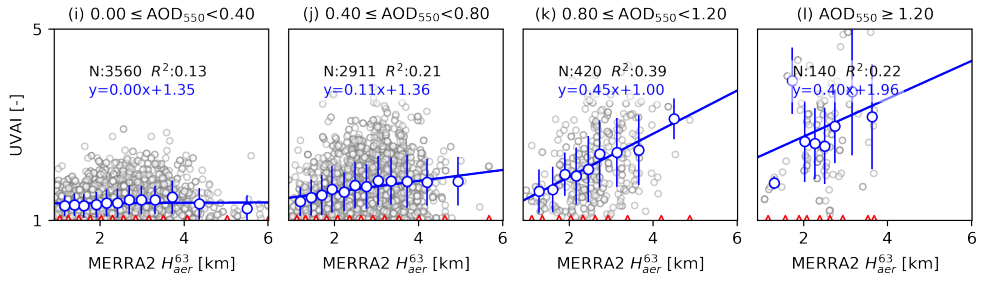 (i) 0.00 ≤ AOD₅₅₀<0.40
(j) 0.40 ≤ AOD₅₅₀<0.80
(k) 0.80 ≤ AOD₅₅₀<1.20
(l) AOD₅₅₀ ≥ 1.20
5
1
UVAI [-]
N:3560 R²:0.13
y=0.00x+1.35
N:2911 R²:0.21
y=0.11x+1.36
N:420 R²:0.39
y=0.45x+1.00
N:140 R²:0.22
y=0.40x+1.96
2 4 6
2 4 6
2 4 6
2 4 6
MERRA2 H⁶³ₐₑᵣ [km]
MERRA2 H⁶³ₐₑᵣ [km]
MERRA2 H⁶³ₐₑᵣ [km]
MERRA2 H⁶³ₐₑᵣ [km]